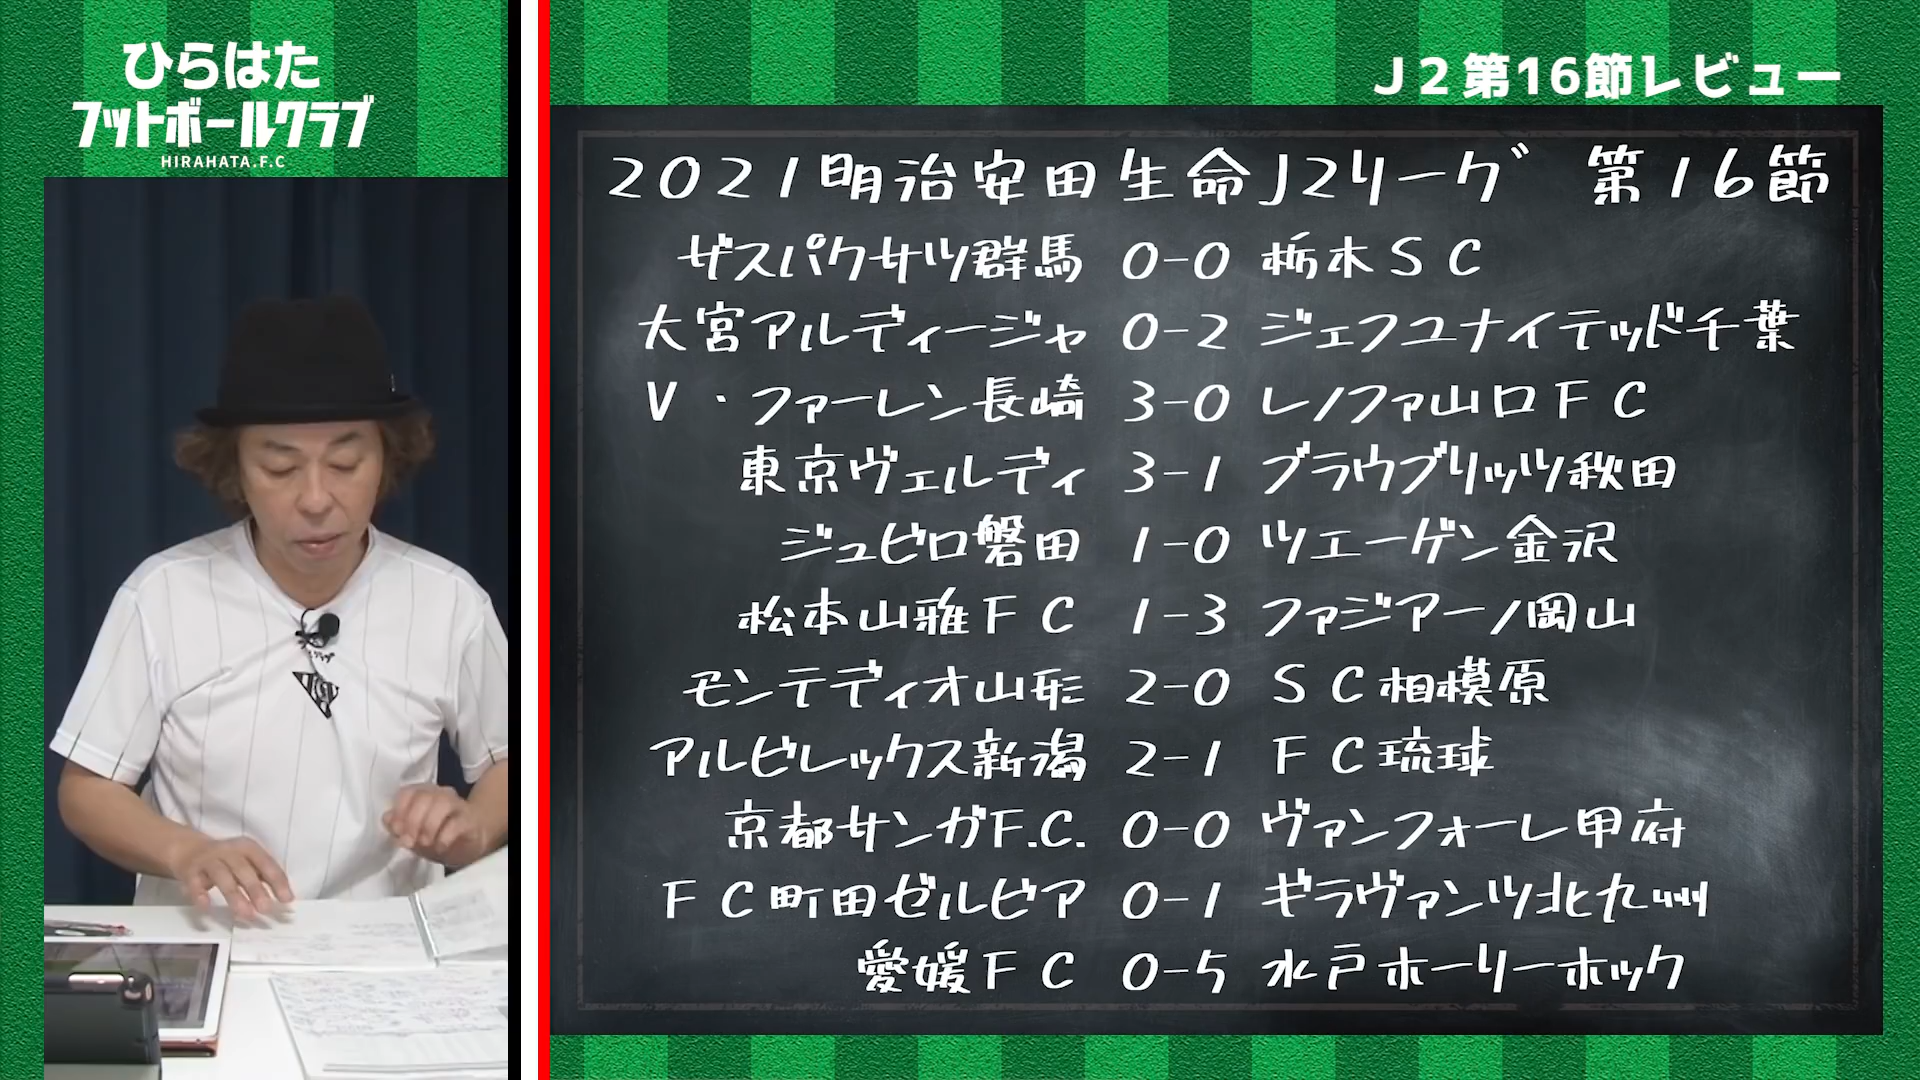 ひらはた
フットボールクラブ
HIRAHATA.F.C
J2第16節レビュー
2021明治安田生命J2リーグ 第16節
ザスパクサツ群馬 0-0 栃木SC
大宮アルディージャ 0-2 ジェフユナイテッド千葉
V・ファーレン長崎 3-0 レノファ山口FC
東京ヴェルディ 3-1 ブラウブリッツ秋田
ジュビロ磐田 1-0 ツエーゲン金沢
松本山雅FC 1-3 ファジアーノ岡山
モンテディオ山形 2-0 SC相模原
アルビレックス新潟 2-1 FC琉球
京都サンガF.C. 0-0 ヴァンフォーレ甲府
FC町田ゼルビア 0-1 ギラヴァンツ北九州
愛媛FC 0-5 水戸ホーリーホック